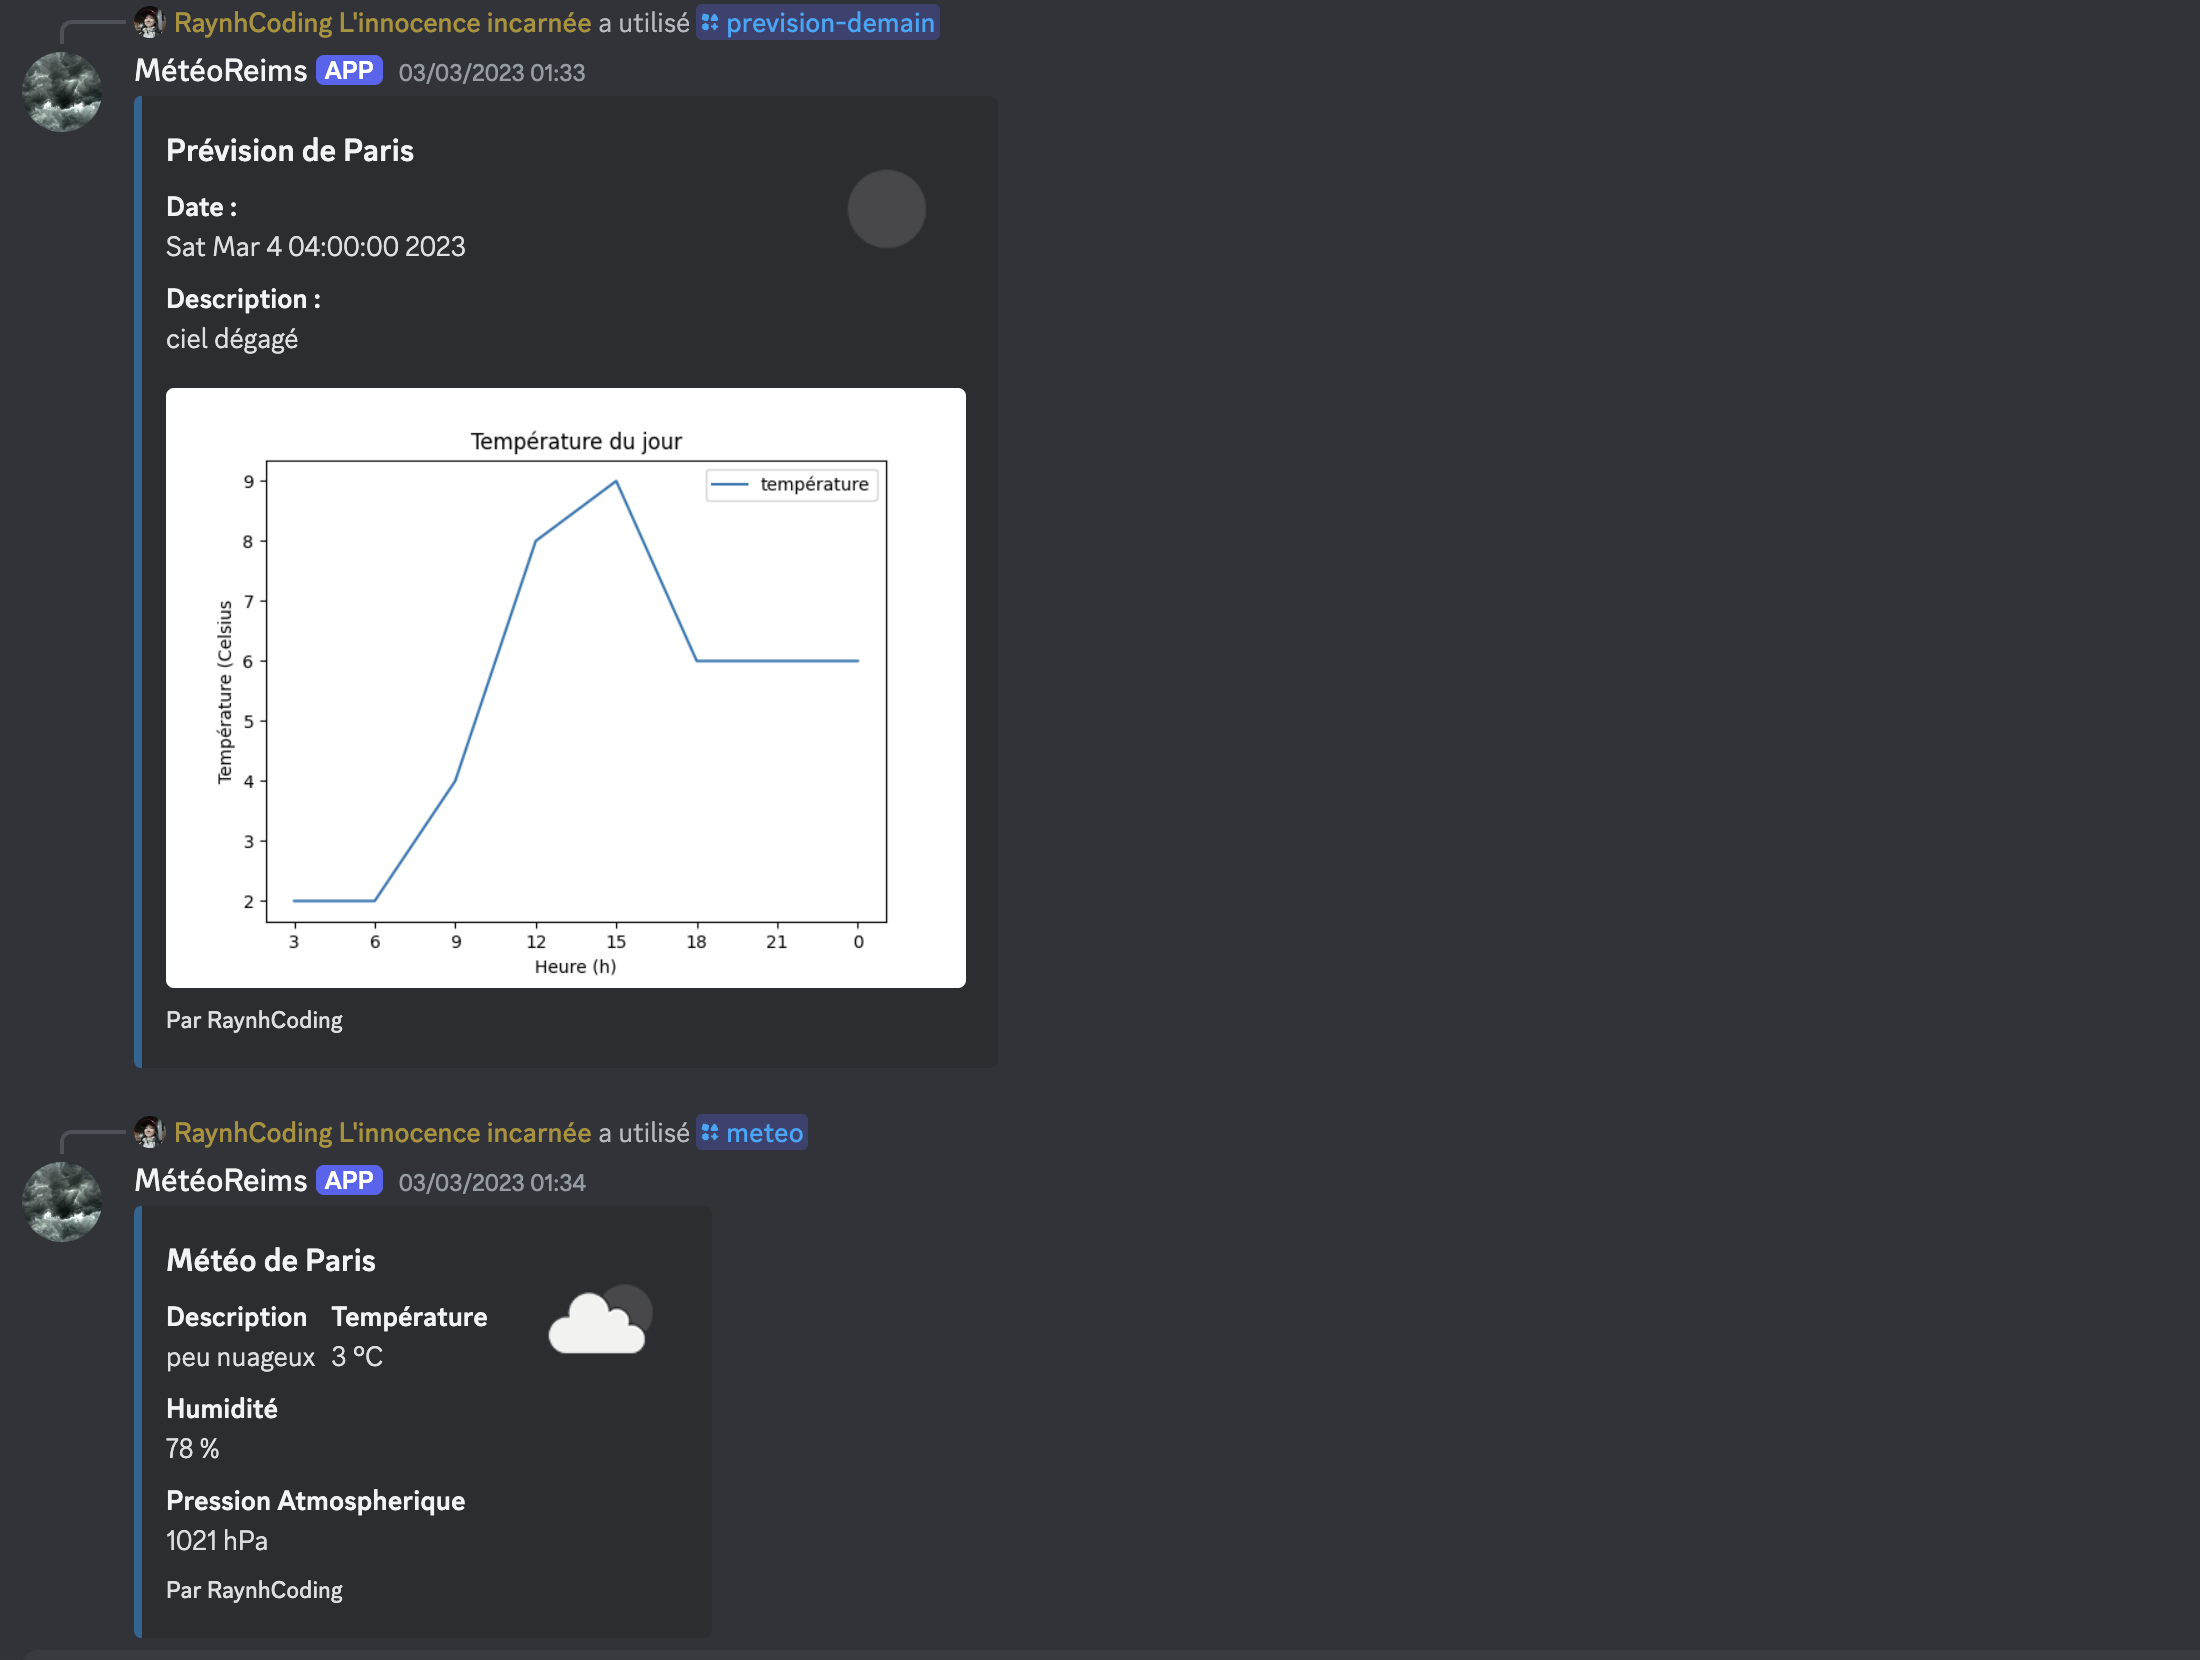 RaynhCoding L'innocence incarnée a utilisé prevision-demain
MétéoReims APP 03/03/2023 01:33
Prévision de Paris
Date :
Sat Mar 4 04:00:00 2023
Description :
ciel dégagé
Température du jour
température
9
8
7
6
5
4
3
2
Température (Celsius
3 6 9 12 15 18 21 0
Heure (h)
Par RaynhCoding
RaynhCoding L'innocence incarnée a utilisé meteo
MétéoReims APP 03/03/2023 01:34
Météo de Paris
Description Température
peu nuageux 3 °C
Humidité
78 %
Pression Atmospherique
1021 hPa
Par RaynhCoding